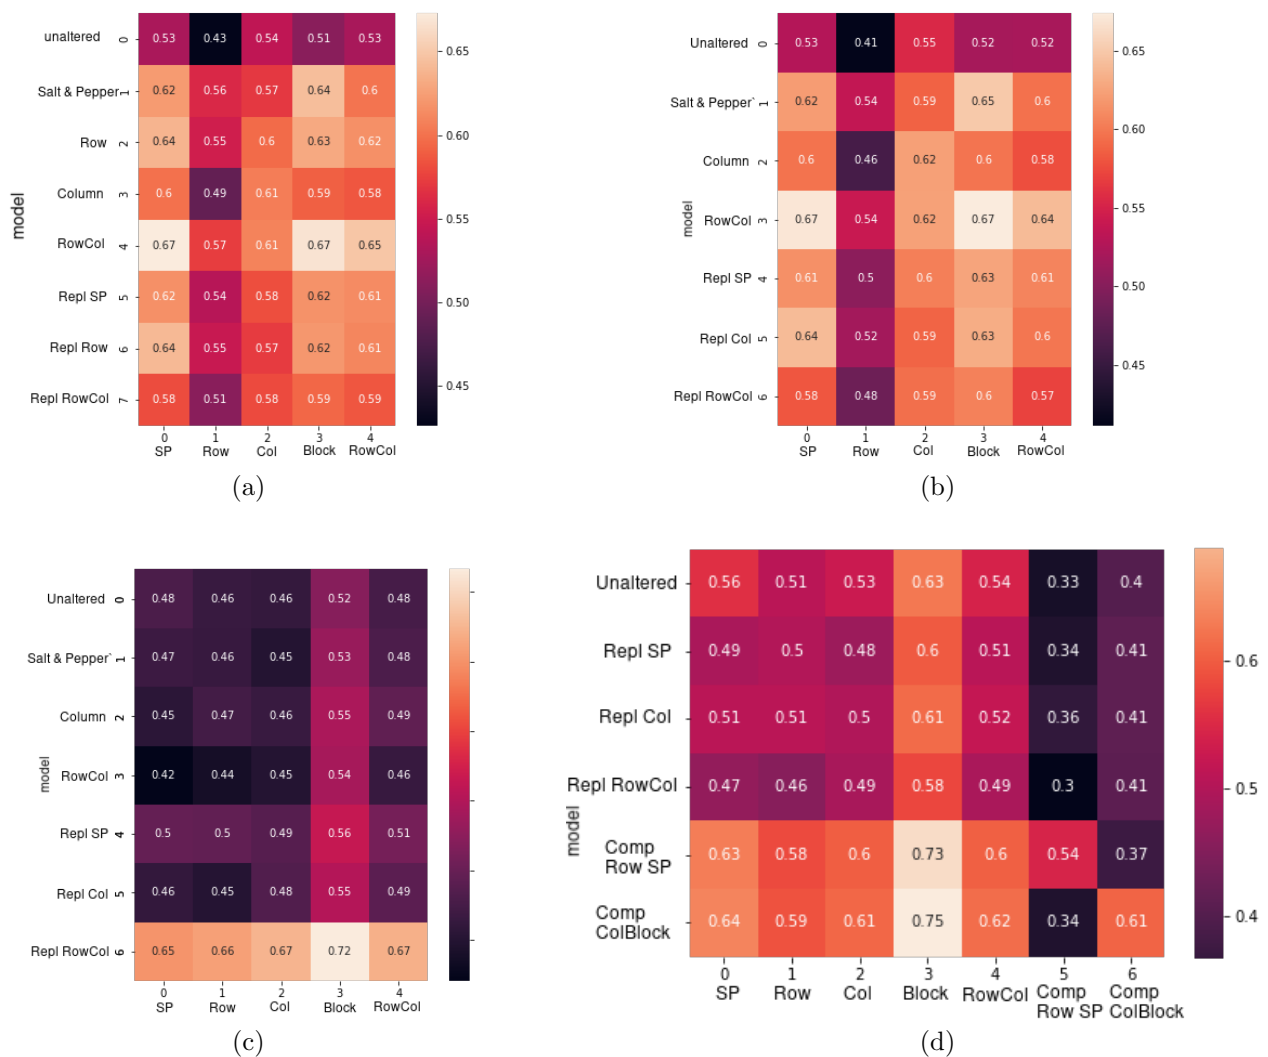 unaltered 0 0.53 0.43 0.54 0.51 0.53
Salt & Pepper 1 0.62 0.56 0.57 0.64 0.6
Row 2 0.64 0.55 0.6 0.63 0.62
Column 3 0.6 0.49 0.61 0.59 0.58
RowCol 4 0.67 0.57 0.61 0.67 0.65
Repl SP 5 0.62 0.54 0.58 0.62 0.61
Repl Row 6 0.64 0.55 0.57 0.62 0.61
Repl RowCol 7 0.58 0.51 0.58 0.59 0.59
model
0 1 2 3 4
SP Row Col Block RowCol
0.65
0.60
0.55
0.50
0.45
(a)
Unaltered 0 0.53 0.41 0.55 0.52 0.52
Salt & Pepper` 1 0.62 0.54 0.59 0.65 0.6
Column 2 0.6 0.46 0.62 0.6 0.58
RowCol 3 0.67 0.54 0.62 0.67 0.64
Repl SP 4 0.61 0.5 0.6 0.63 0.61
Repl Col 5 0.64 0.52 0.59 0.63 0.6
Repl RowCol 6 0.58 0.48 0.59 0.6 0.57
model
0 1 2 3 4
SP Row Col Block RowCol
0.65
0.60
0.55
0.50
0.45
(b)
Unaltered 0 0.48 0.46 0.46 0.52 0.48
Salt & Pepper` 1 0.47 0.46 0.45 0.53 0.48
Column 2 0.45 0.47 0.46 0.55 0.49
RowCol 3 0.42 0.44 0.45 0.54 0.46
Repl SP 4 0.5 0.5 0.49 0.56 0.51
Repl Col 5 0.46 0.45 0.48 0.55 0.49
Repl RowCol 6 0.65 0.66 0.67 0.72 0.67
model
0 1 2 3 4
SP Row Col Block RowCol
(c)
Unaltered 0.56 0.51 0.53 0.63 0.54 0.33 0.4
Repl SP 0.49 0.5 0.48 0.6 0.51 0.34 0.41
Repl Col 0.51 0.51 0.5 0.61 0.52 0.36 0.41
Repl RowCol 0.47 0.46 0.49 0.58 0.49 0.3 0.41
Comp
Row SP 0.63 0.58 0.6 0.73 0.6 0.54 0.37
Comp
ColBlock 0.64 0.59 0.61 0.75 0.62 0.34 0.61
model
0 1 2 3 4 5 6
SP Row Col Block RowCol Comp Comp
Row SP ColBlock
0.6
0.5
0.4
(d)